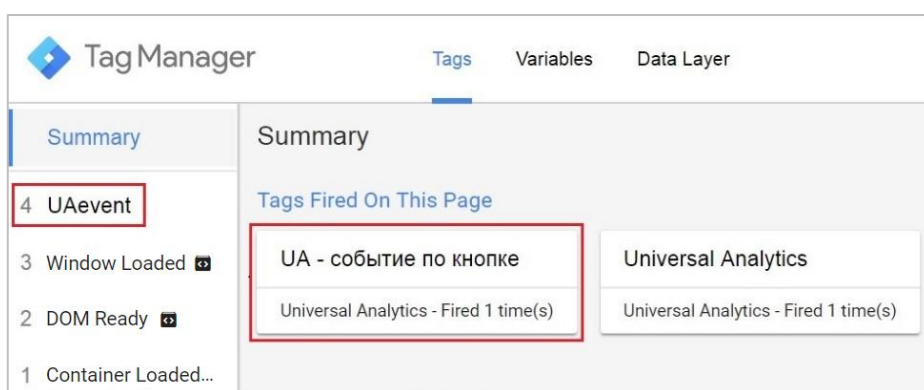 Tag Manager
Tags Variables Data Layer
Summary
4 UAevent
3 Window Loaded
2 DOM Ready
1 Container Loaded...
Summary
Tags Fired On This Page
UA - событие по кнопке
Universal Analytics - Fired 1 time(s)
Universal Analytics
Universal Analytics - Fired 1 time(s)